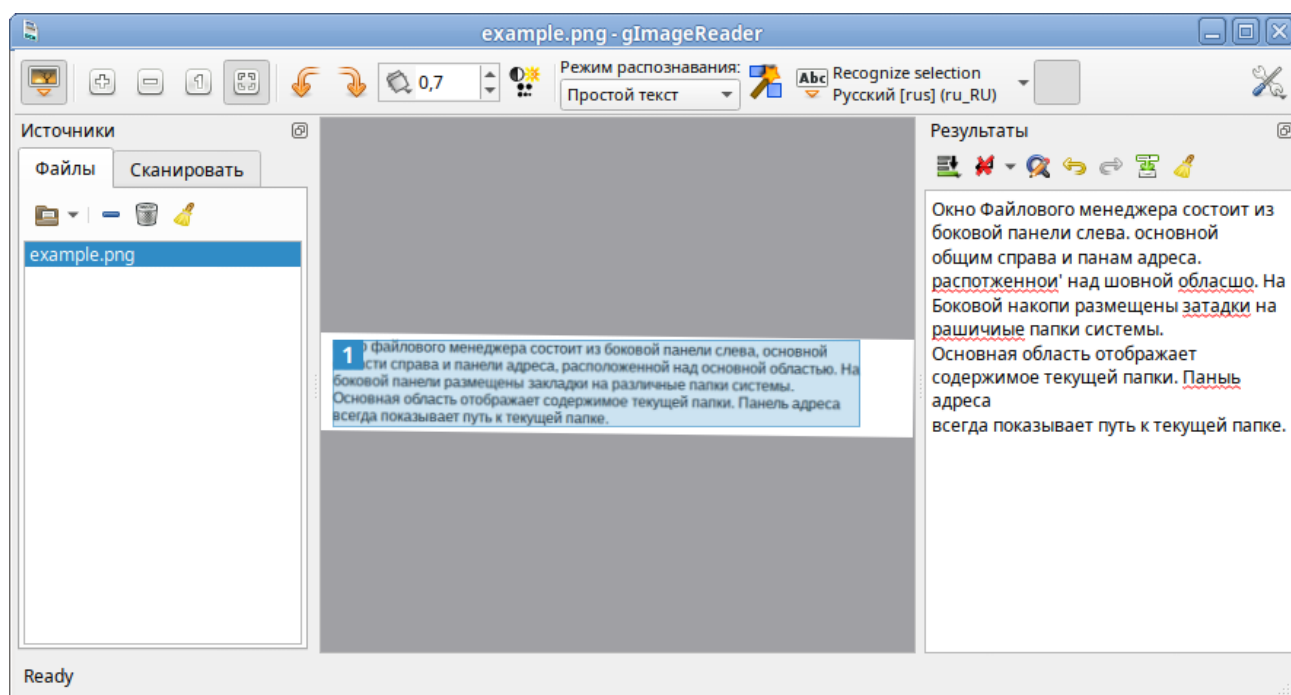 example.png - gImageReader
0,7
Режим распознавания:
Простой текст
Abc
Recognize selection
Русский [rus] (ru_RU)
Источники
Файлы
Сканировать
example.png
1
файлового менеджера состоит из боковой панели слева, основной
сти справа и панели адреса, расположенной над основной областью. На
боковой панели размещены закладки на различные папки системы.
Основная область отображает содержимое текущей папки. Панель адреса
всегда показывает путь к текущей папке.
Результаты
Окно Файлового менеджера состоит из
боковой панели слева. основной
общим справа и панам адреса.
распотженнои' над шовной обласшо. На
Боковой накопи размещены затадки на
рашичиые папки системы.
Основная область отображает
содержимое текущей папки. Паныь
адреса
всегда показывает путь к текущей папке.
Ready